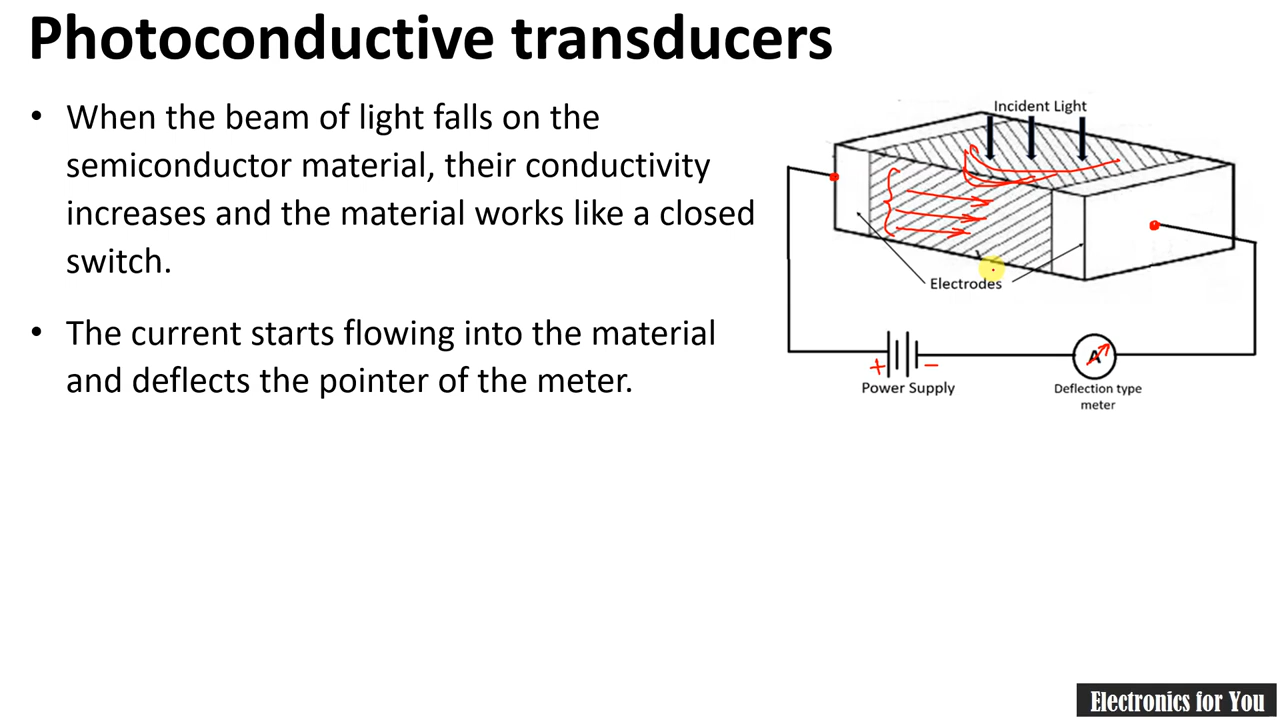 Photoconductive transducers
• When the beam of light falls on the
semiconductor material, their conductivity
increases and the material works like a closed
switch.
• The current starts flowing into the material
and deflects the pointer of the meter.
Incident Light
Electrodes
+ −
A
Power Supply
Deflection type
meter
Electronics for You